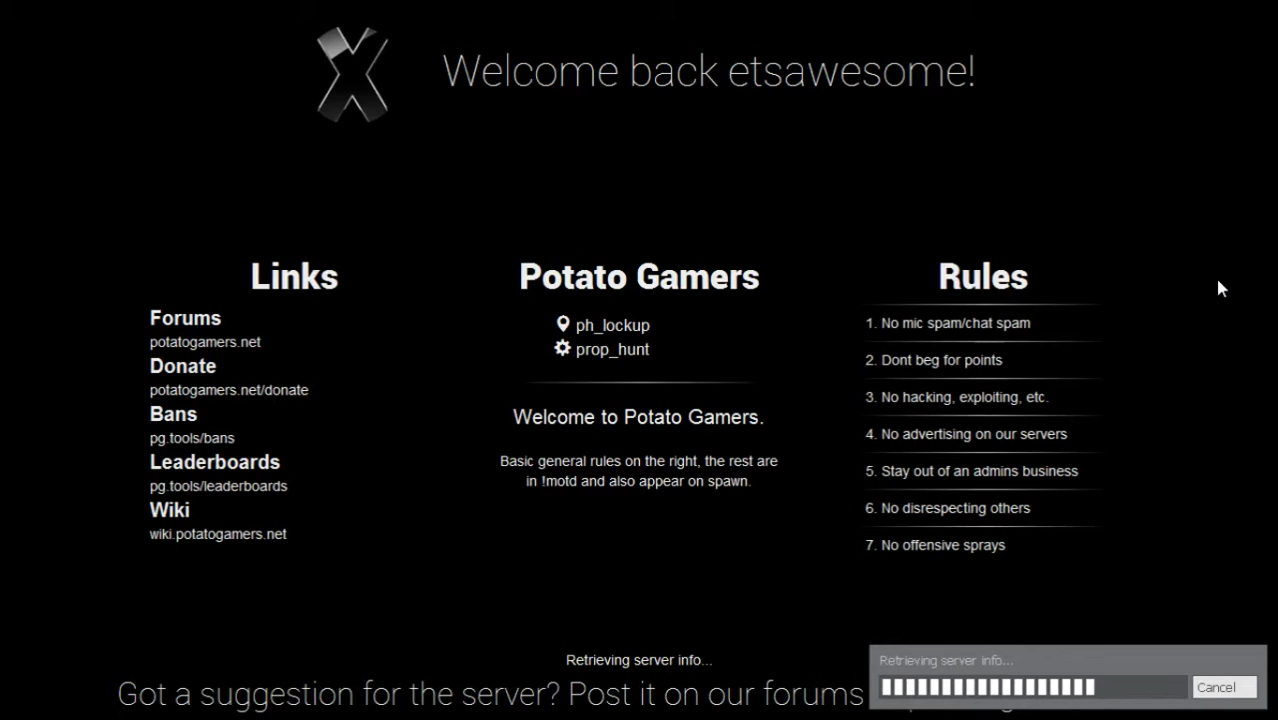 Welcome back etsawesome!
Links
Forums
potatogamers.net
Donate
potatogamers.net/donate
Bans
pg.tools/bans
Leaderboards
pg.tools/leaderboards
Wiki
wiki.potatogamers.net
Potato Gamers
ph_lockup
prop_hunt
Welcome to Potato Gamers.
Basic general rules on the right, the rest are
in !motd and also appear on spawn.
Rules
1. No mic spam/chat spam
2. Dont beg for points
3. No hacking, exploiting, etc.
4. No advertising on our servers
5. Stay out of an admins business
6. No disrespecting others
7. No offensive sprays
Retrieving server info...
Got a suggestion for the server? Post it on our forums
Retrieving server info...
Cancel